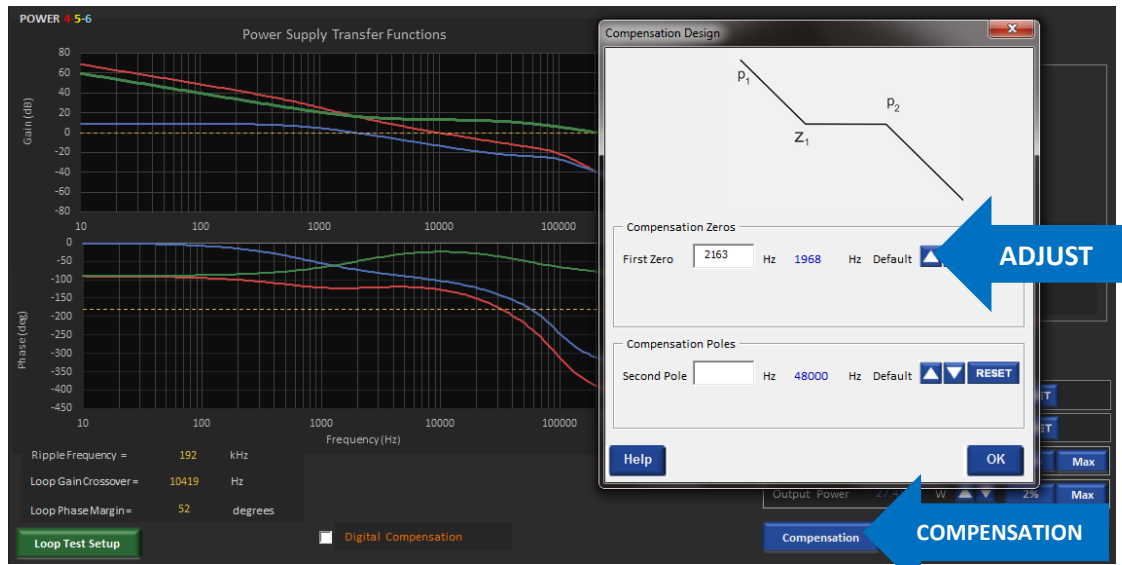 POWER 4-5-6
Power Supply Transfer Functions
80
60
40
20
0
-20
-40
-60
-80
Gain (dB)
10 100 1000 10000 100000
0
-50
-100
-150
-200
-250
-300
-350
-400
-450
Phase (deg)
10 100 1000 10000 100000
Frequency (Hz)
Ripple Frequency = 192 kHz
Loop Gain Crossover = 10419 Hz
Loop Phase Margin = 52 degrees
Loop Test Setup
Digital Compensation
Compensation Design
p1
z1
p2
Compensation Zeros
First Zero 2163 Hz 1968 Hz Default
ADJUST
Compensation Poles
Second Pole Hz 48000 Hz Default RESET
Help OK
Max
Output Power W 2% Max
Compensation
COMPENSATION